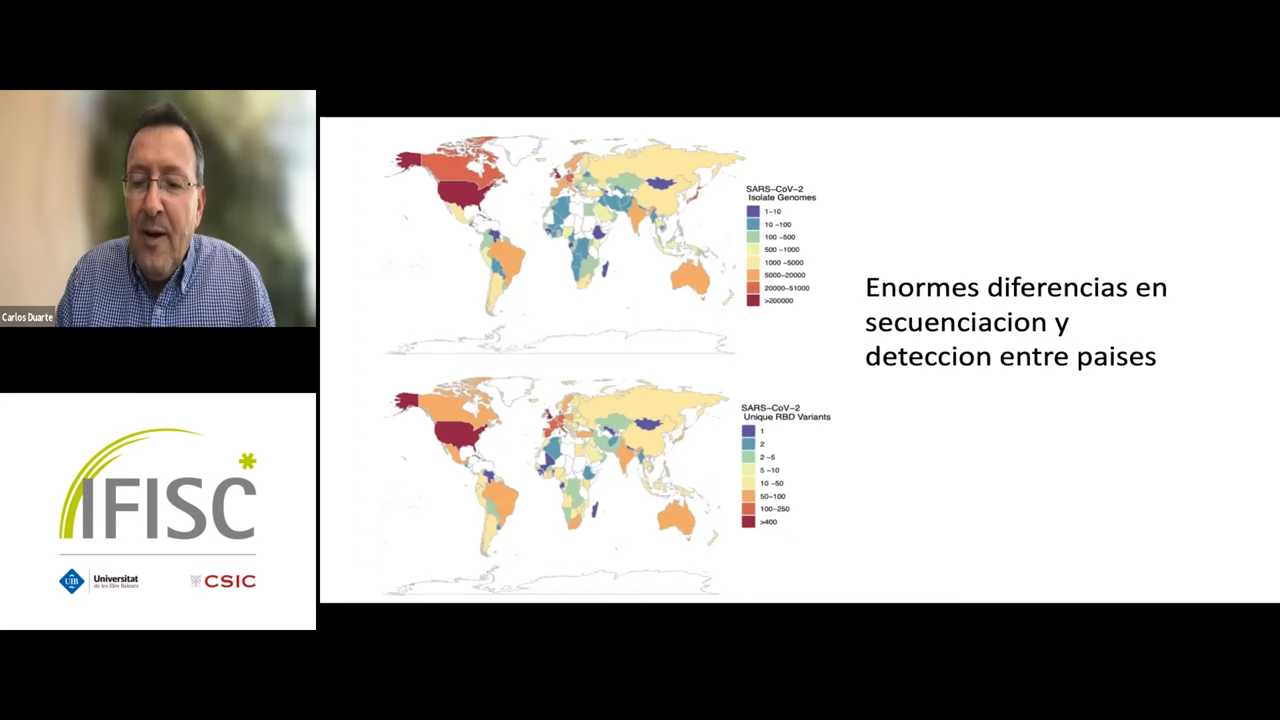 Carlos Duarte
IFISC
UIB
Universitat
de les Illes Balears
CSIC
SARS-CoV-2
Isolate Genomes
1-10
10 -100
100 -500
500 -1000
1000 -5000
5000-20000
20000-51000
>200000
SARS-CoV-2
Unique RBD Variants
1
2
2 -5
5 -10
10 -50
50-100
100-250
>400
Enormes diferencias en
secuenciacion y
deteccion entre paises